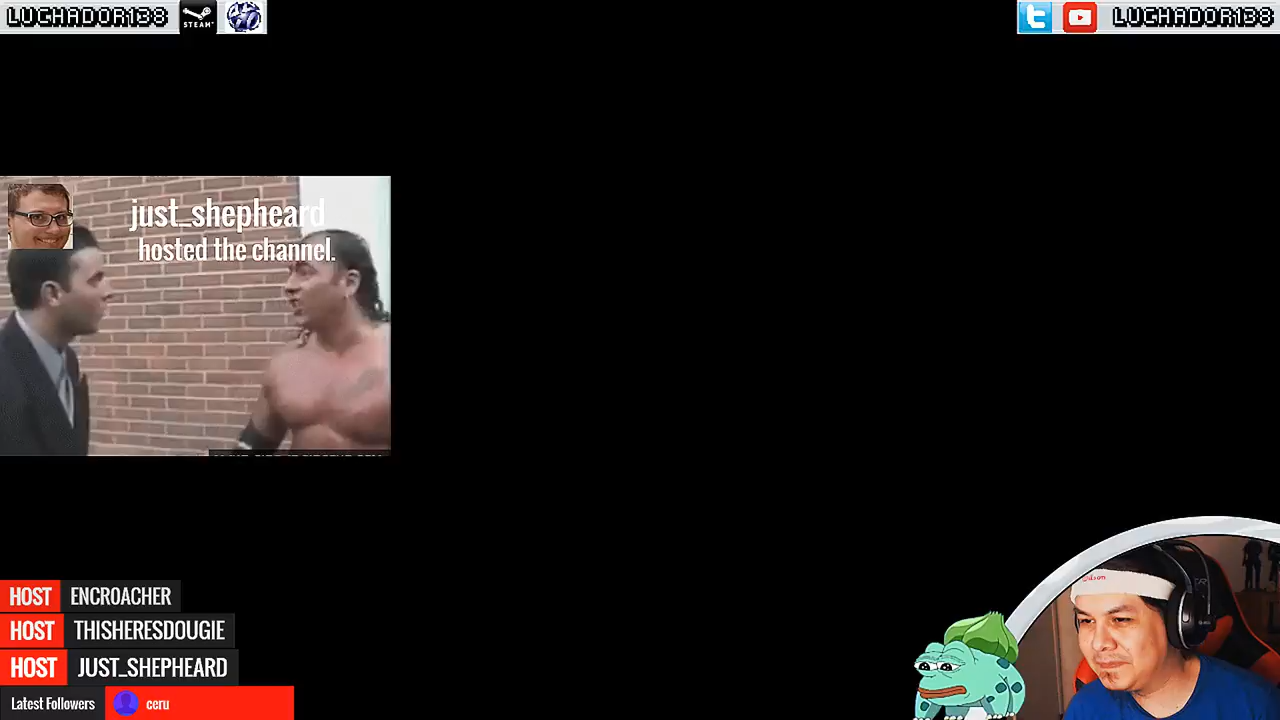 LUCHADOR138
STEAM
LUCHADOR138
just_shepheard
hosted the channel.
HOST ENCROACHER
HOST THISHERESDOUGIE
HOST JUST_SHEPHEARD
Latest Followers ceru